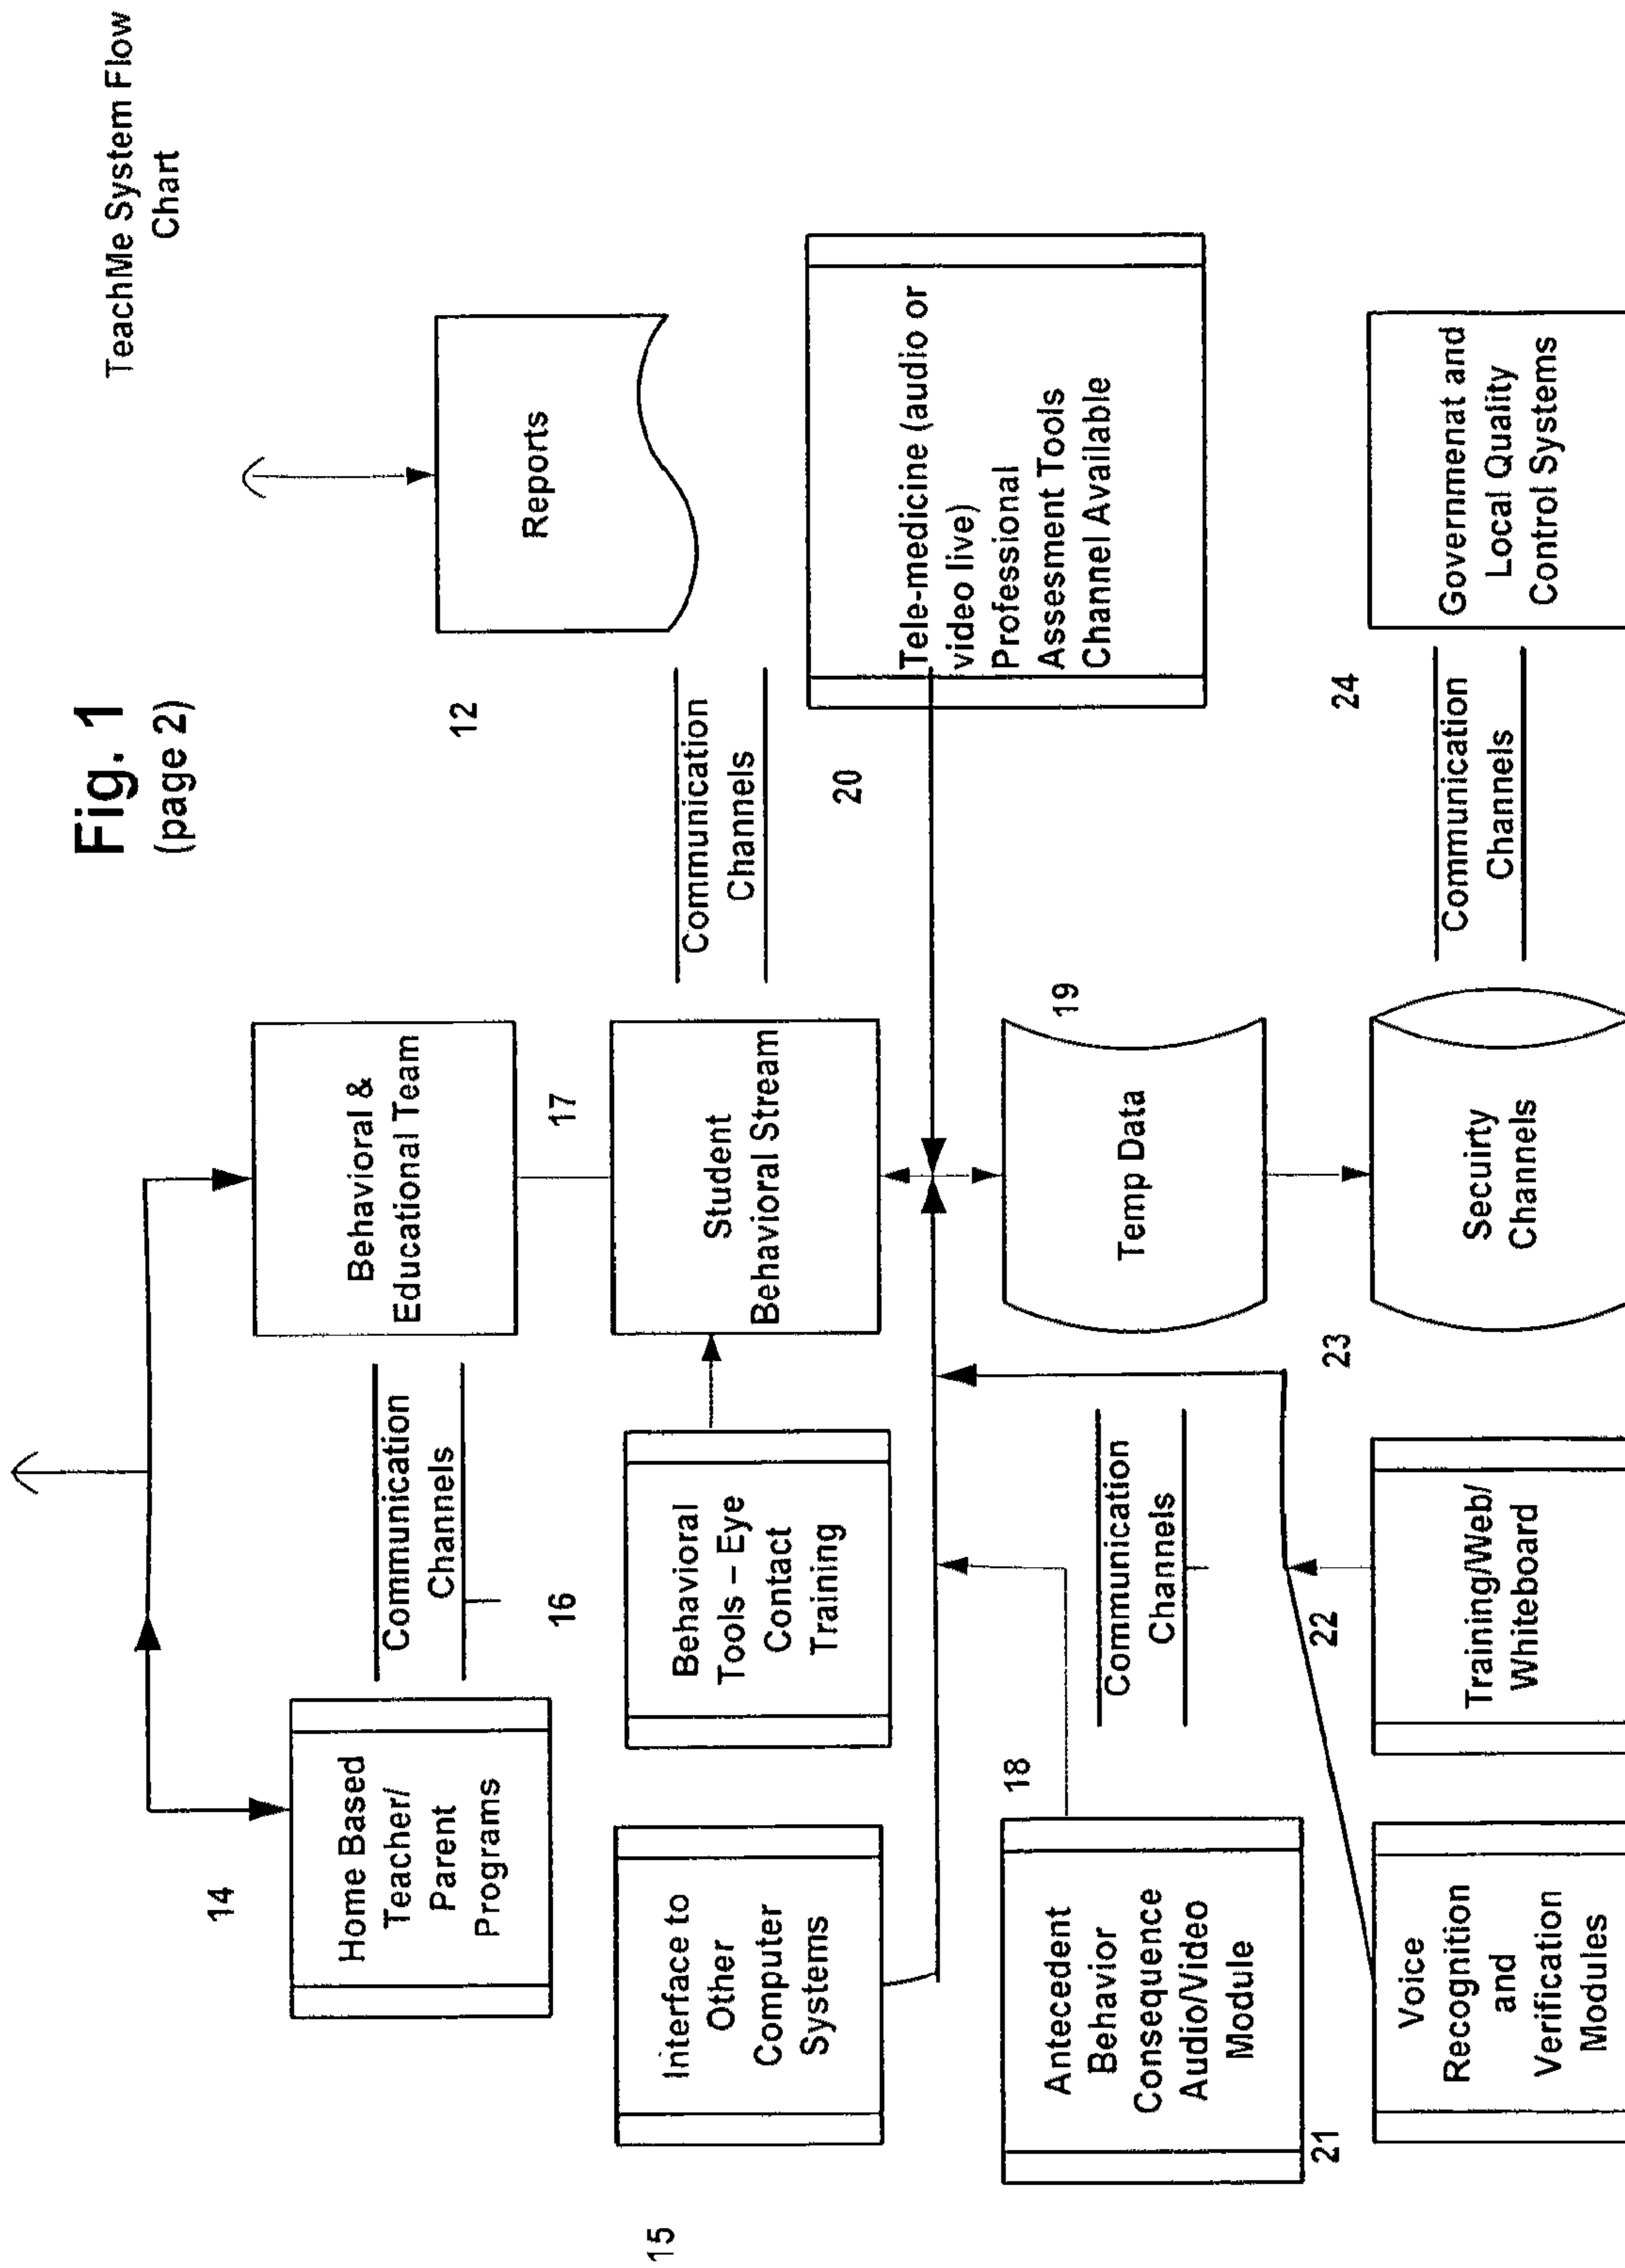 Fig. 1
(page 2)
TeachMe System Flow
Chart
14
Home Based
Teacher/
Parent
Programs
Communication
Channels
Behavioral &
Educational Team
12
Reports
15
Interface to
Other
Computer
Systems
16
Behavioral
Tools – Eye
Contact
Training
17
Student
Behavioral Stream
Communication
Channels
20
Tele-medicine (audio or
video live)
Professional
Assesment Tools
Channel Available
18
Antecedent
Behavior
Consequence
Audio/Video
Module
Communication
Channels
19
Temp Data
21
Voice
Recognition
and
Verification
Modules
22
Training/Web/
Whiteboard
23
Secuirty
Channels
Communication
Channels
24
Governmenat and
Local Quality
Control Systems